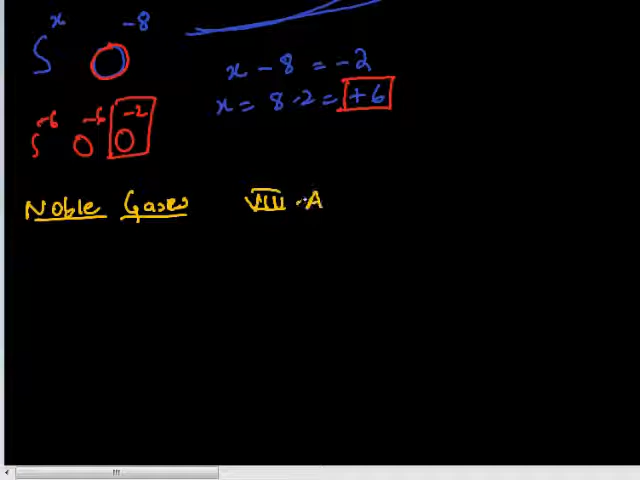 S^x O^-8
x - 8 = -2
x = 8 - 2 = +6
S^-6 O^-6 O^-2
Noble Gases VIII - A